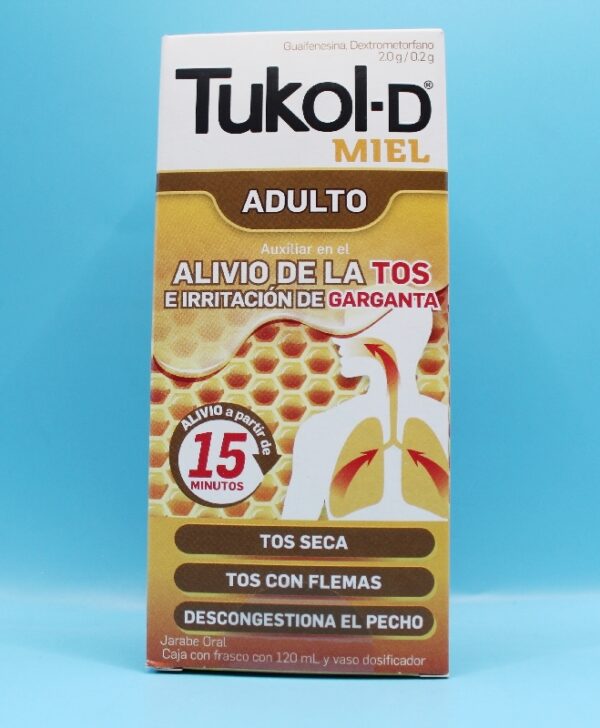 Guaifenesina, Dextrometorfano
2.0 g / 0.2 g
Tukol-D®
MIEL
ADULTO
Auxiliar en el
ALIVIO DE LA TOS
E IRRITACIÓN DE GARGANTA
ALIVIO a partir de
15
MINUTOS
TOS SECA
TOS CON FLEMAS
DESCONGESTIONA EL PECHO
Jarabe Oral
Caja con frasco con 120 mL y vaso dosificador